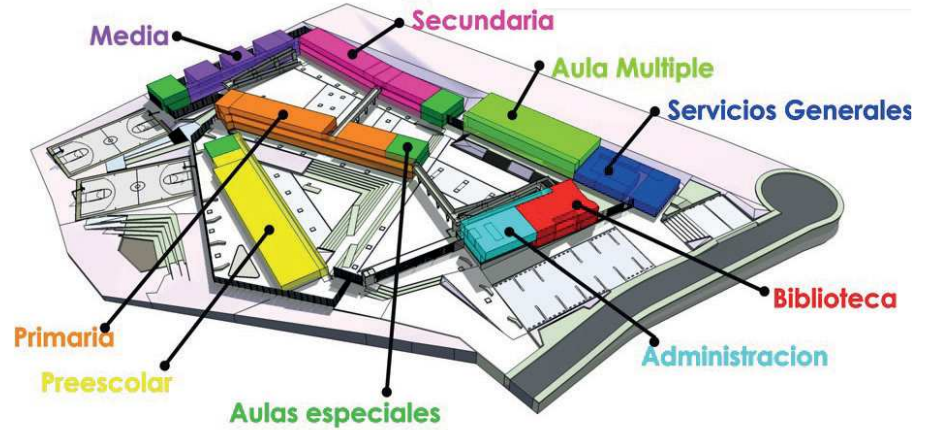 Media
Secundaria
Aula Multiple
Servicios Generales
Biblioteca
Primaria
Administracion
Preescolar
Aulas especiales